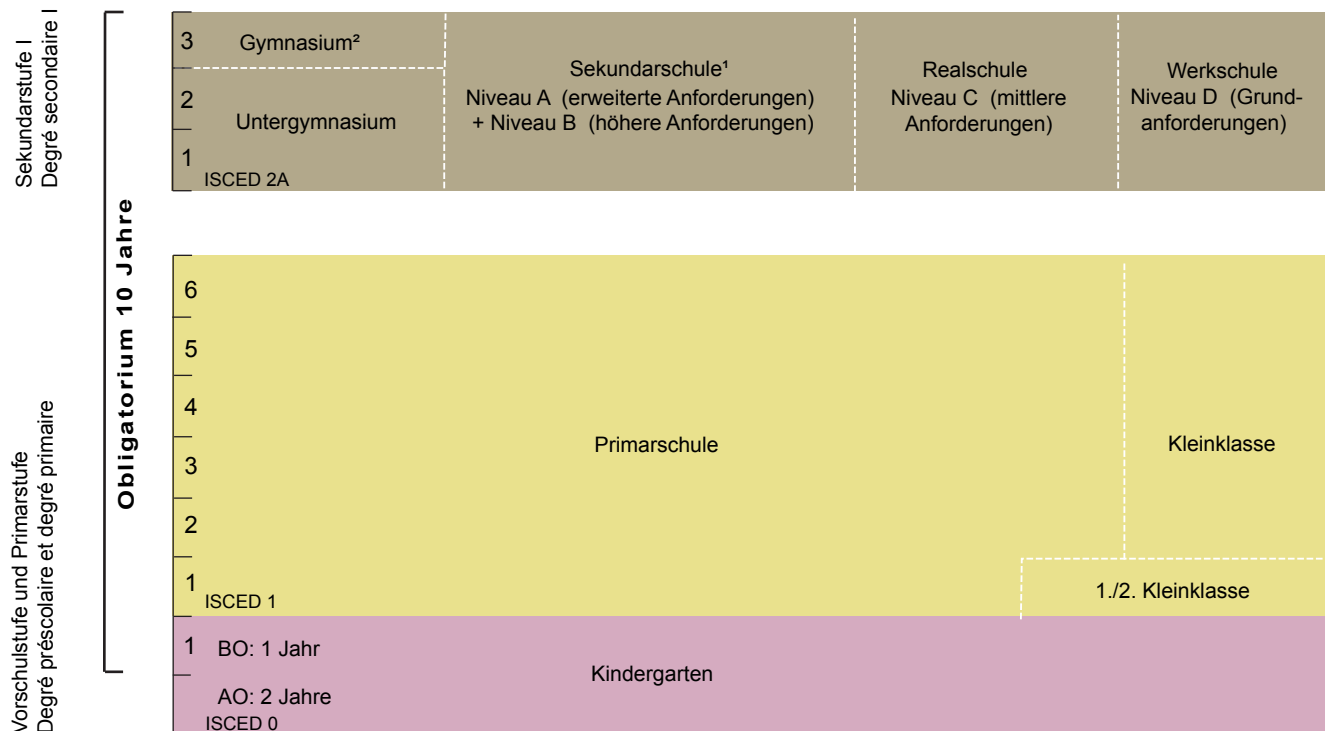 Sekundarstufe I
Degré secondaire I
Obligatorium 10 Jahre
3
Gymnasium²
2
Untergymnasium
1
ISCED 2A
Sekundarschule¹
Niveau A (erweiterte Anforderungen)
+ Niveau B (höhere Anforderungen)
Realschule
Niveau C (mittlere
Anforderungen)
Werkschule
Niveau D (Grund-
anforderungen)
Vorschulstufe und Primarstufe
Degré préscolaire et degré primaire
6
5
4
3
2
1
ISCED 1
Primarschule
Kleinklasse
1./2. Kleinklasse
1
BO: 1 Jahr
AO: 2 Jahre
ISCED 0
Kindergarten